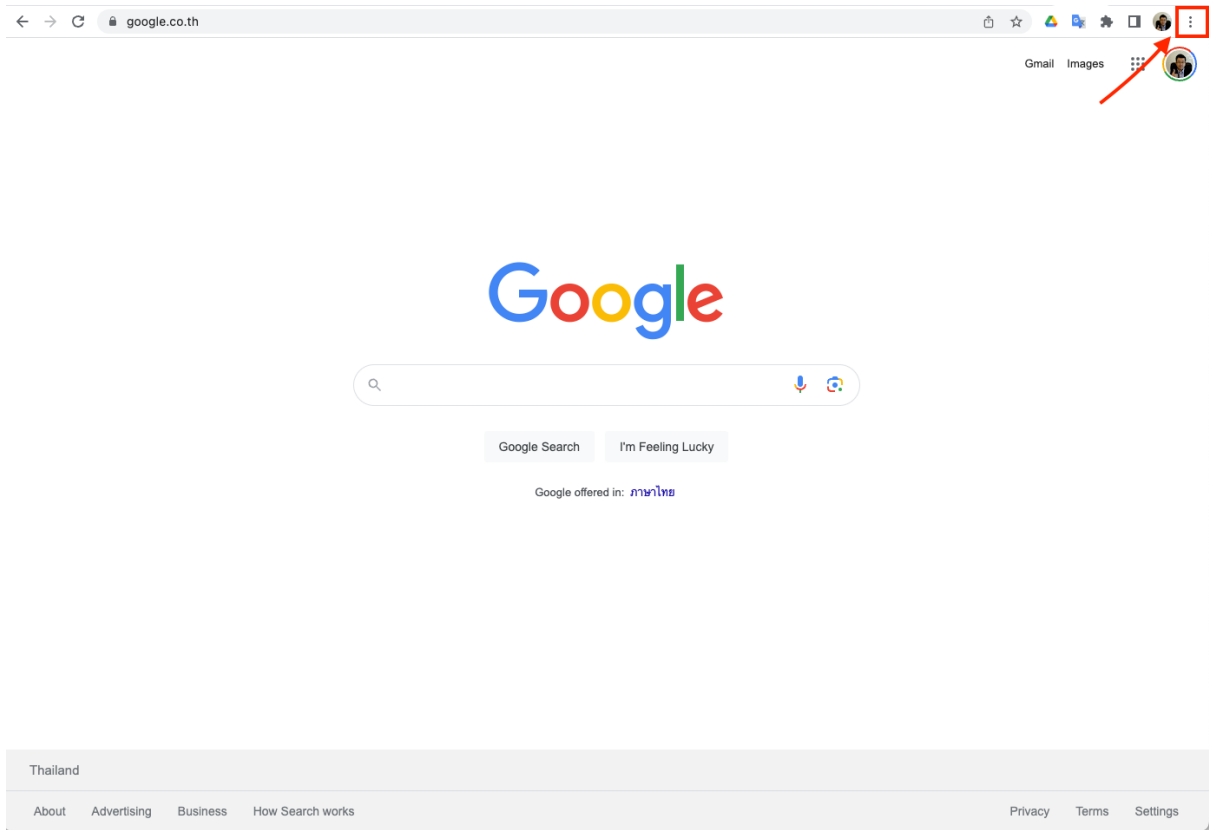 google.co.th
Gmail Images
Google
Google Search I'm Feeling Lucky
Google offered in: ภาษาไทย
Thailand
About Advertising Business How Search works Privacy Terms Settings